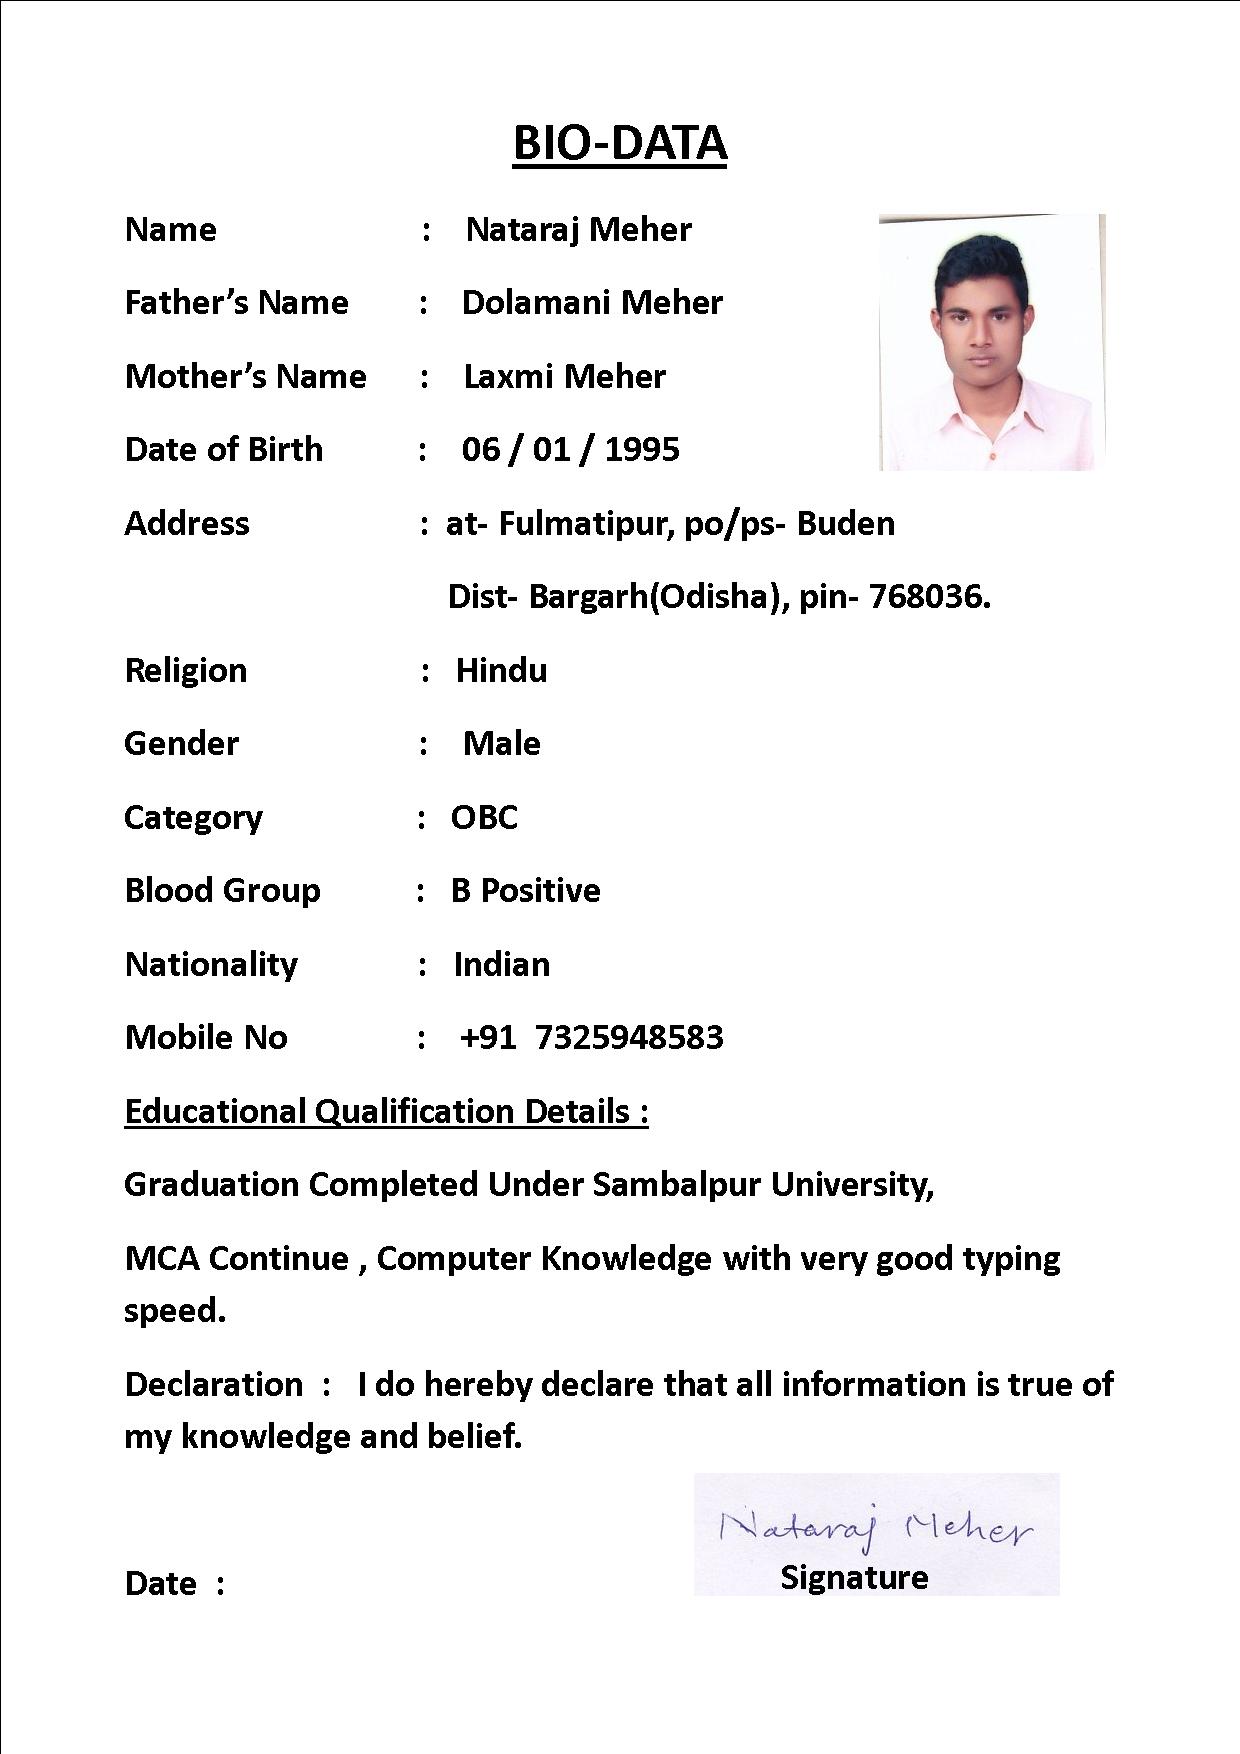 BIO-DATA
Name : Nataraj Meher
Father’s Name : Dolamani Meher
Mother’s Name : Laxmi Meher
Date of Birth : 06 / 01 / 1995
Address : at- Fulmatipur, po/ps- Buden
Dist- Bargarh(Odisha), pin- 768036.
Religion : Hindu
Gender : Male
Category : OBC
Blood Group : B Positive
Nationality : Indian
Mobile No : +91 7325948583
Educational Qualification Details :
Graduation Completed Under Sambalpur University,
MCA Continue , Computer Knowledge with very good typing
speed.
Declaration : I do hereby declare that all information is true of
my knowledge and belief.
Nataraj Meher
Signature
Date :